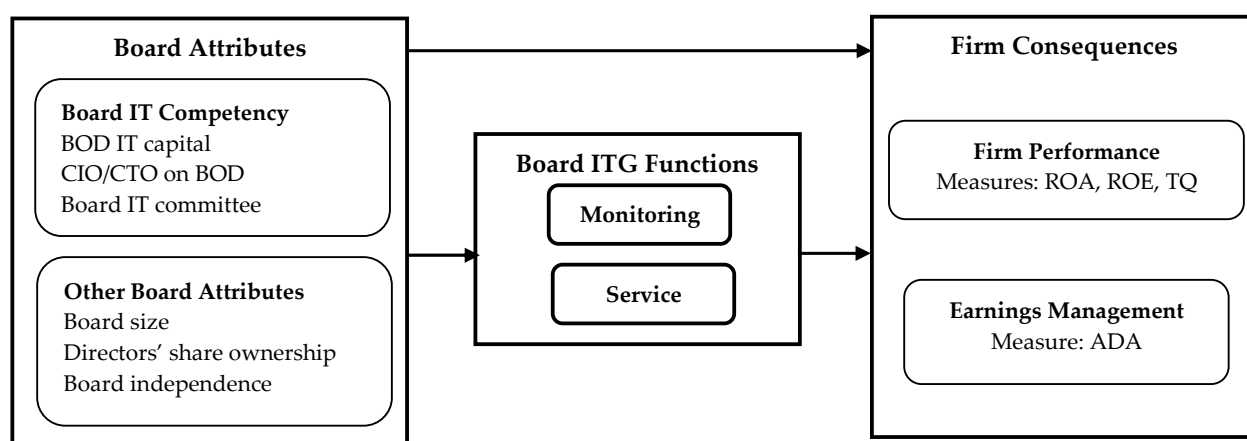 Board Attributes
Board IT Competency
BOD IT capital
CIO/CTO on BOD
Board IT committee
Other Board Attributes
Board size
Directors’ share ownership
Board independence
Board ITG Functions
Monitoring
Service
Firm Consequences
Firm Performance
Measures: ROA, ROE, TQ
Earnings Management
Measure: ADA